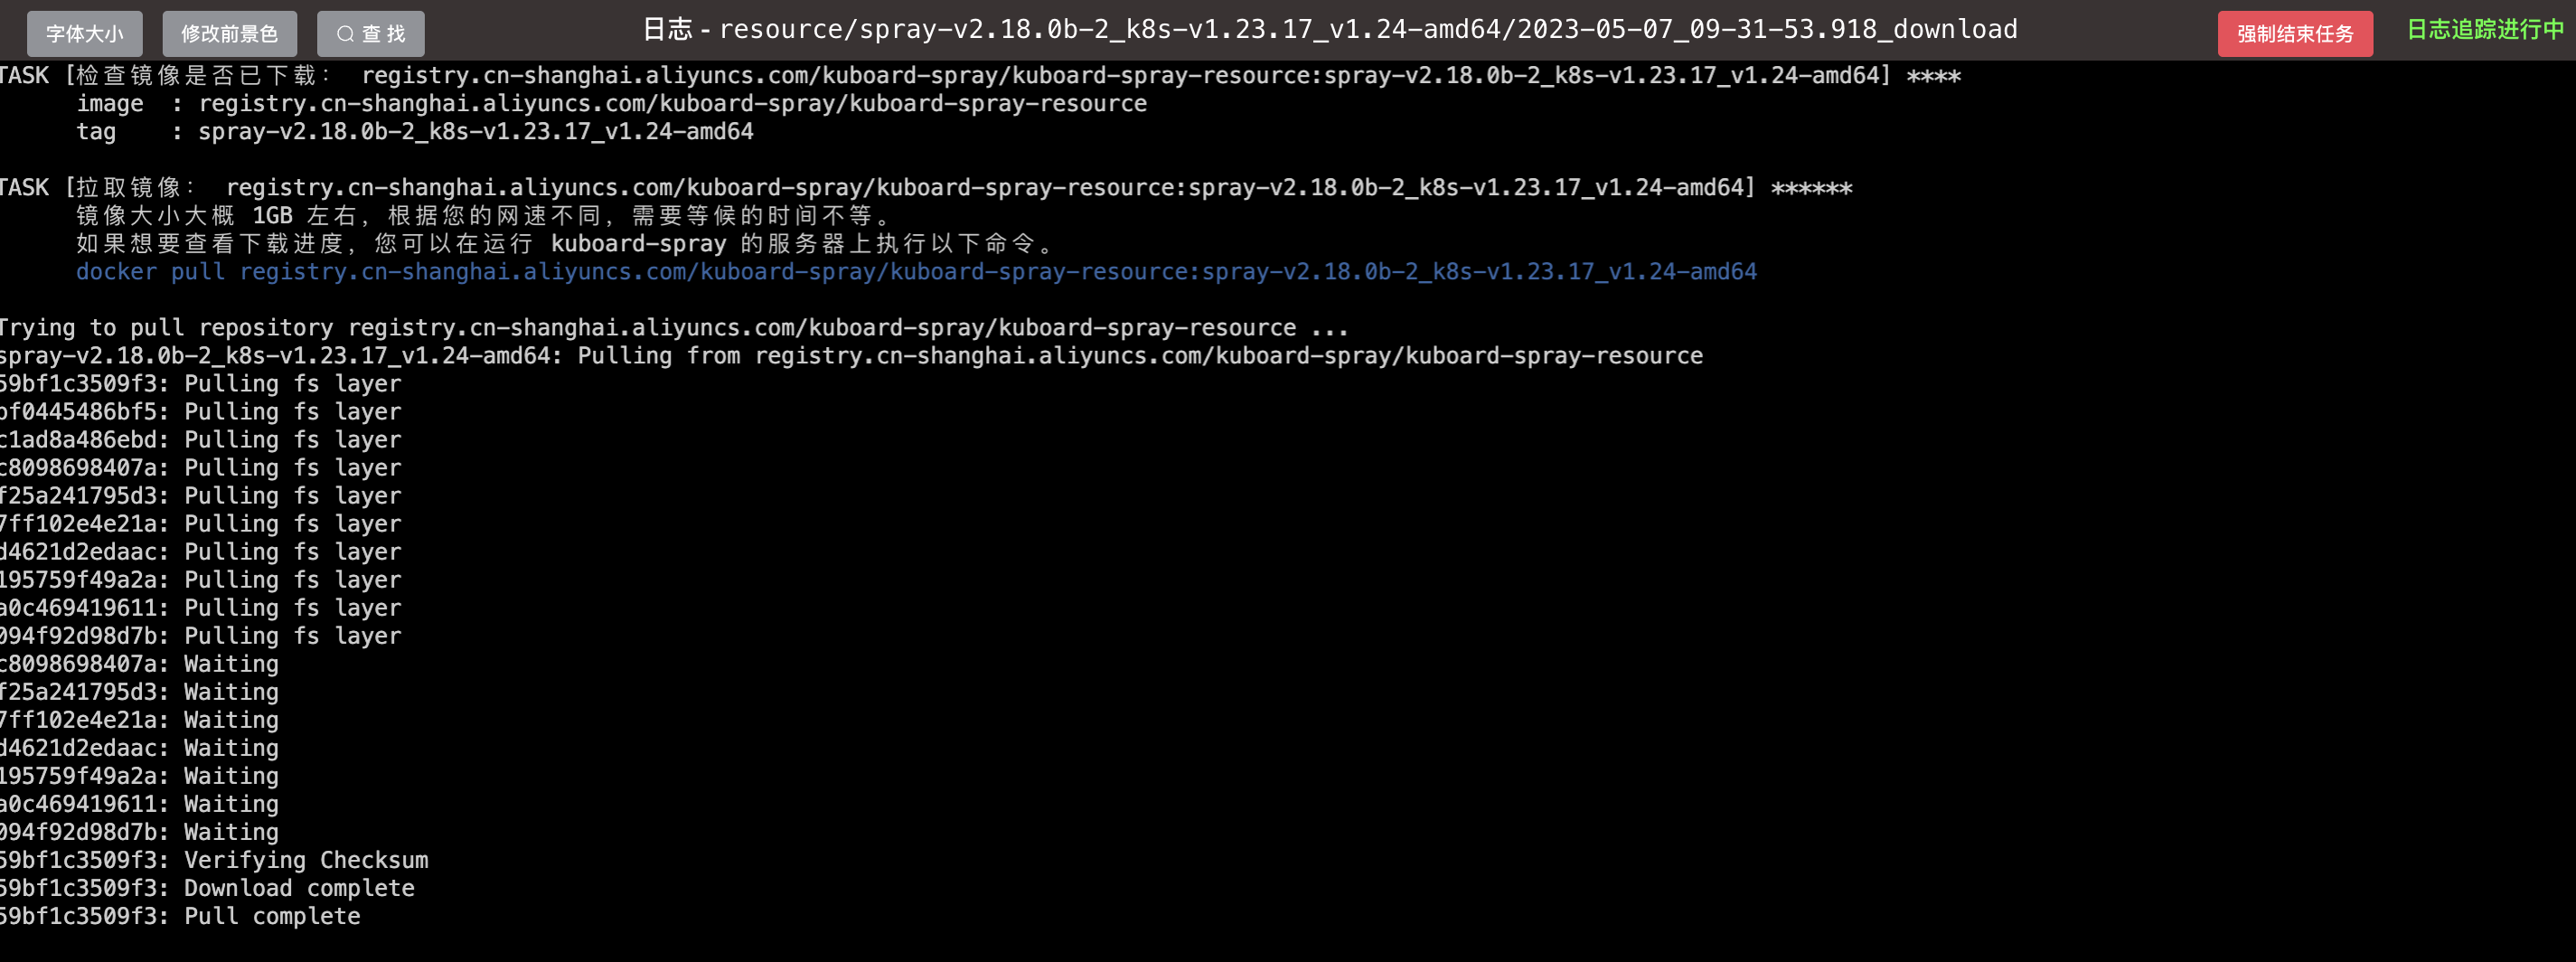 字体大小
修改前景色
查 找
日志 - resource/spray-v2.18.0b-2_k8s-v1.23.17_v1.24-amd64/2023-05-07_09-31-53.918_download
强制结束任务
日志追踪进行中
TASK [检查镜像是否已下载： registry.cn-shanghai.aliyuncs.com/kuboard-spray/kuboard-spray-resource:spray-v2.18.0b-2_k8s-v1.23.17_v1.24-amd64] ****
image  : registry.cn-shanghai.aliyuncs.com/kuboard-spray/kuboard-spray-resource
tag    : spray-v2.18.0b-2_k8s-v1.23.17_v1.24-amd64
TASK [拉取镜像： registry.cn-shanghai.aliyuncs.com/kuboard-spray/kuboard-spray-resource:spray-v2.18.0b-2_k8s-v1.23.17_v1.24-amd64] ******
镜像大小大概 1GB 左右，根据您的网速不同，需要等候的时间不等。
如果想要查看下载进度，您可以在运行 kuboard-spray 的服务器上执行以下命令。
docker pull registry.cn-shanghai.aliyuncs.com/kuboard-spray/kuboard-spray-resource:spray-v2.18.0b-2_k8s-v1.23.17_v1.24-amd64
Trying to pull repository registry.cn-shanghai.aliyuncs.com/kuboard-spray/kuboard-spray-resource ...
spray-v2.18.0b-2_k8s-v1.23.17_v1.24-amd64: Pulling from registry.cn-shanghai.aliyuncs.com/kuboard-spray/kuboard-spray-resource
59bf1c3509f3: Pulling fs layer
bf0445486bf5: Pulling fs layer
c1ad8a486ebd: Pulling fs layer
c8098698407a: Pulling fs layer
f25a241795d3: Pulling fs layer
7ff102e4e21a: Pulling fs layer
d4621d2edaac: Pulling fs layer
195759f49a2a: Pulling fs layer
a0c469419611: Pulling fs layer
094f92d98d7b: Pulling fs layer
c8098698407a: Waiting
f25a241795d3: Waiting
7ff102e4e21a: Waiting
d4621d2edaac: Waiting
195759f49a2a: Waiting
a0c469419611: Waiting
094f92d98d7b: Waiting
59bf1c3509f3: Verifying Checksum
59bf1c3509f3: Download complete
59bf1c3509f3: Pull complete